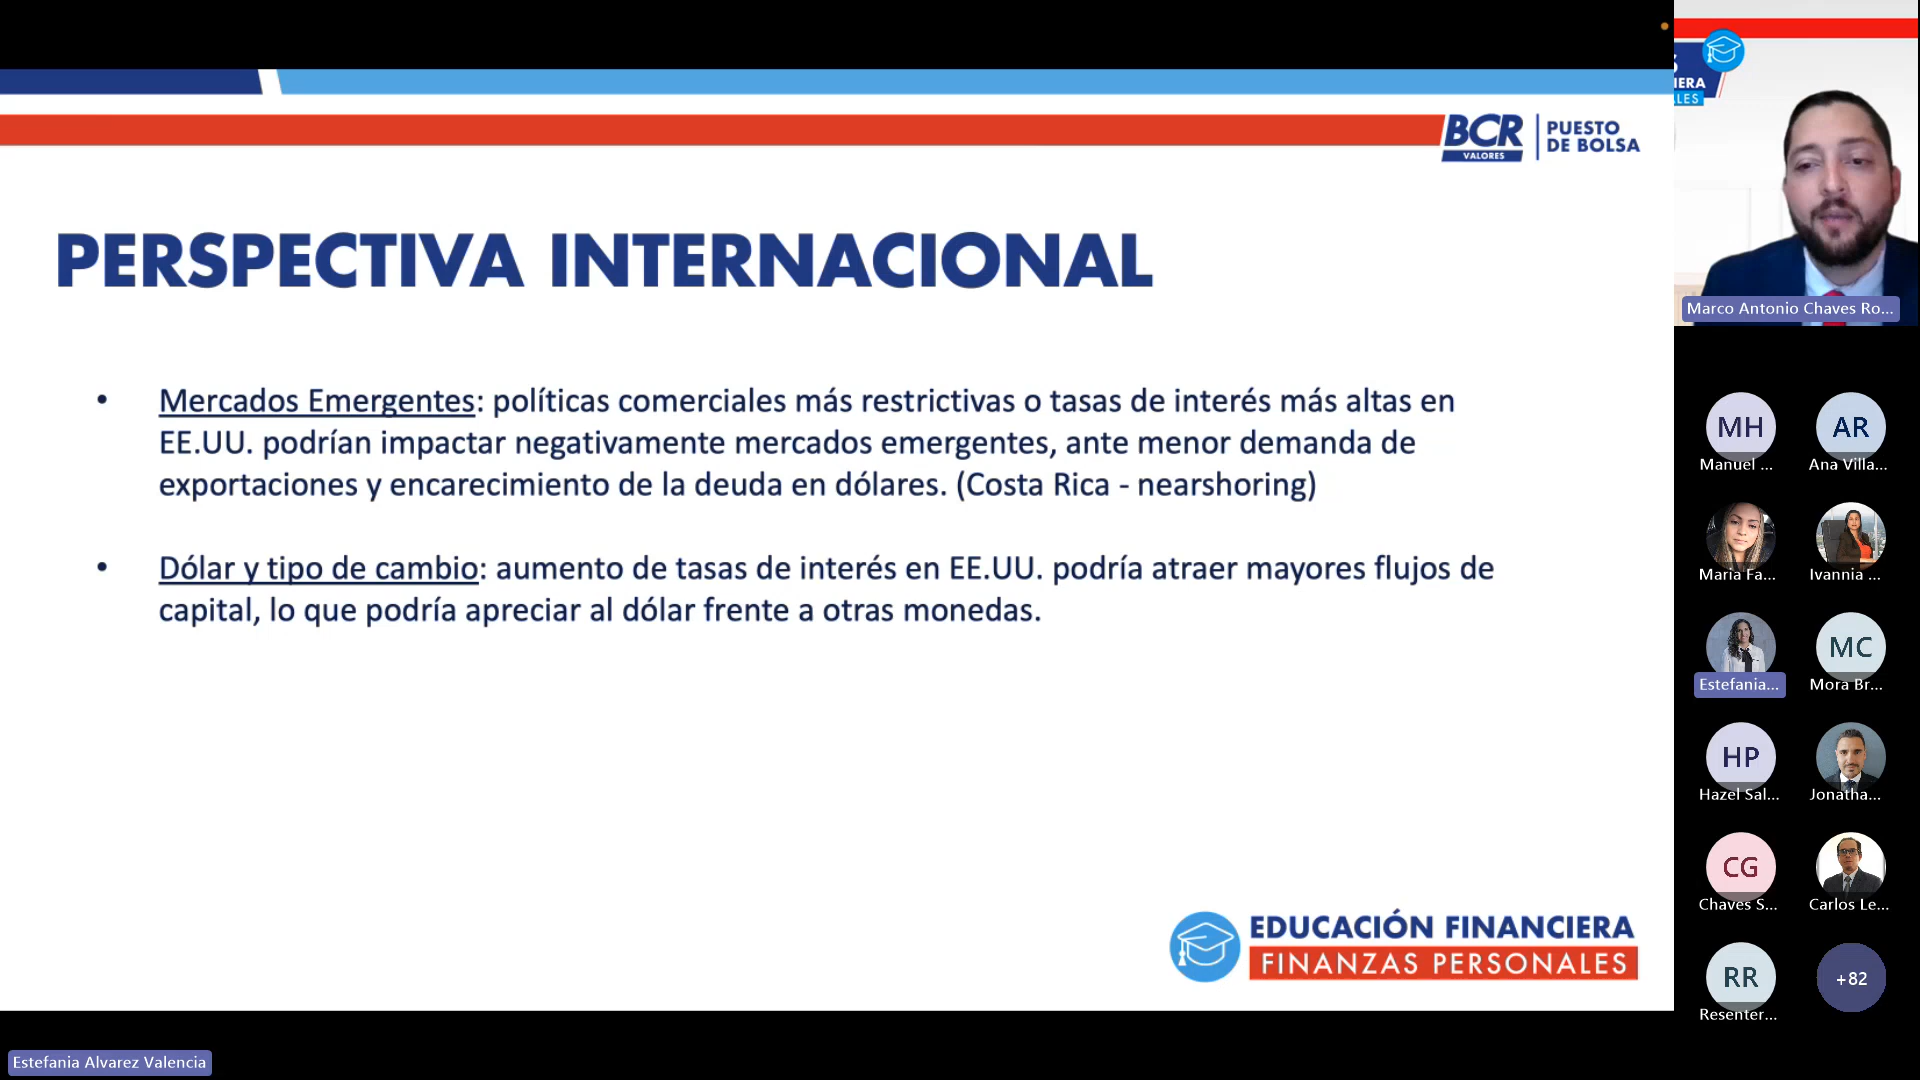 BCR
VALORES
PUESTO
DE BOLSA
PERSPECTIVA INTERNACIONAL
• Mercados Emergentes: políticas comerciales más restrictivas o tasas de interés más altas en
EE.UU. podrían impactar negativamente mercados emergentes, ante menor demanda de
exportaciones y encarecimiento de la deuda en dólares. (Costa Rica - nearshoring)
• Dólar y tipo de cambio: aumento de tasas de interés en EE.UU. podría atraer mayores flujos de
capital, lo que podría apreciar al dólar frente a otras monedas.
EDUCACIÓN FINANCIERA
FINANZAS PERSONALES
Estefania Alvarez Valencia
S
IERA
LES
Marco Antonio Chaves Ro...
MH
Manuel ...
AR
Ana Villa...
Maria Fa...
Ivannia ...
Estefania...
MC
Mora Br...
HP
Hazel Sal...
Jonatha...
CG
Chaves S...
Carlos Le...
RR
Resenter...
+82